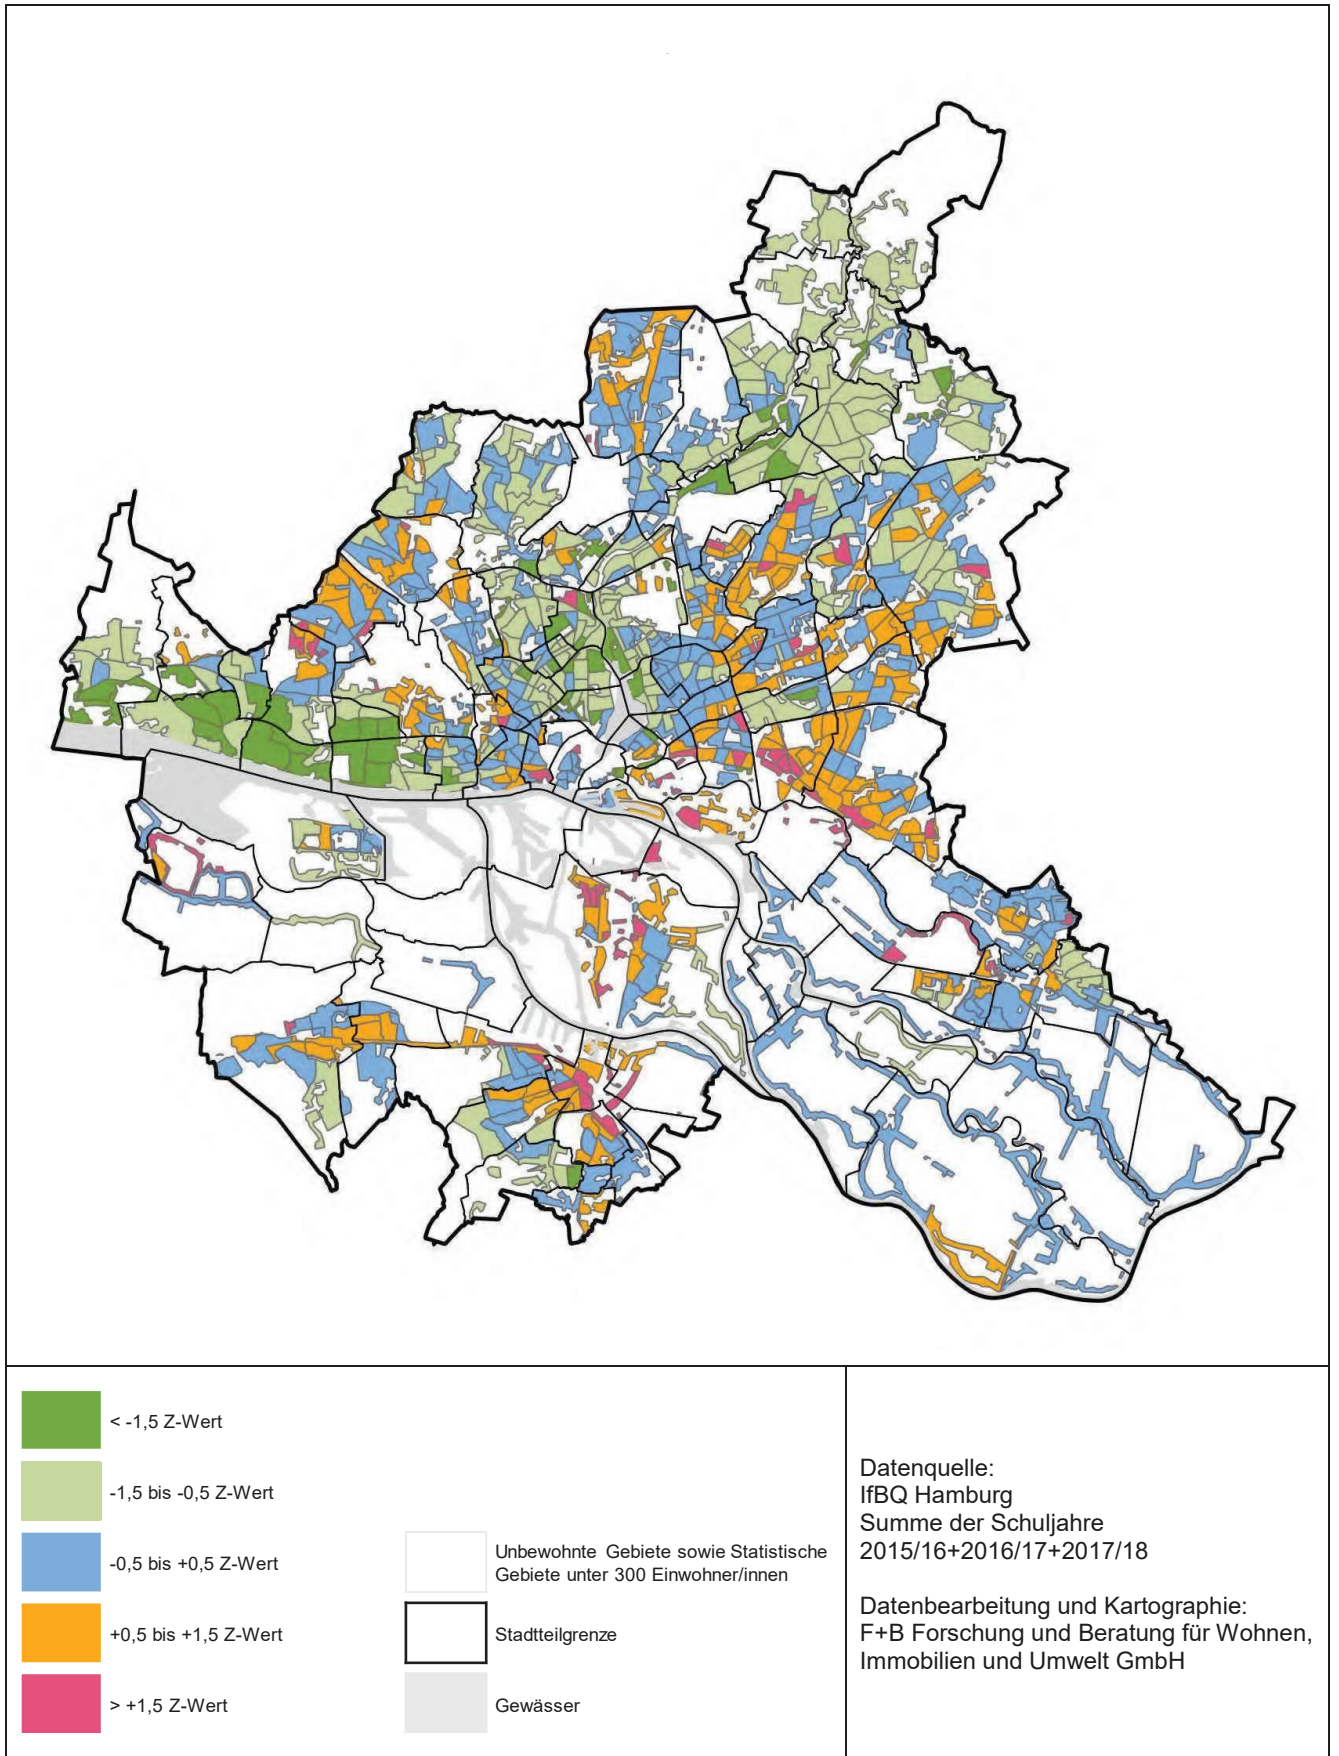 < -1,5 Z-Wert
-1,5 bis -0,5 Z-Wert
-0,5 bis +0,5 Z-Wert
+0,5 bis +1,5 Z-Wert
> +1,5 Z-Wert
Unbewohnte Gebiete sowie Statistische
Gebiete unter 300 Einwohner/innen
Stadtteilgrenze
Gewässer
Datenquelle:
IfBQ Hamburg
Summe der Schuljahre
2015/16+2016/17+2017/18
Datenbearbeitung und Kartographie:
F+B Forschung und Beratung für Wohnen,
Immobilien und Umwelt GmbH